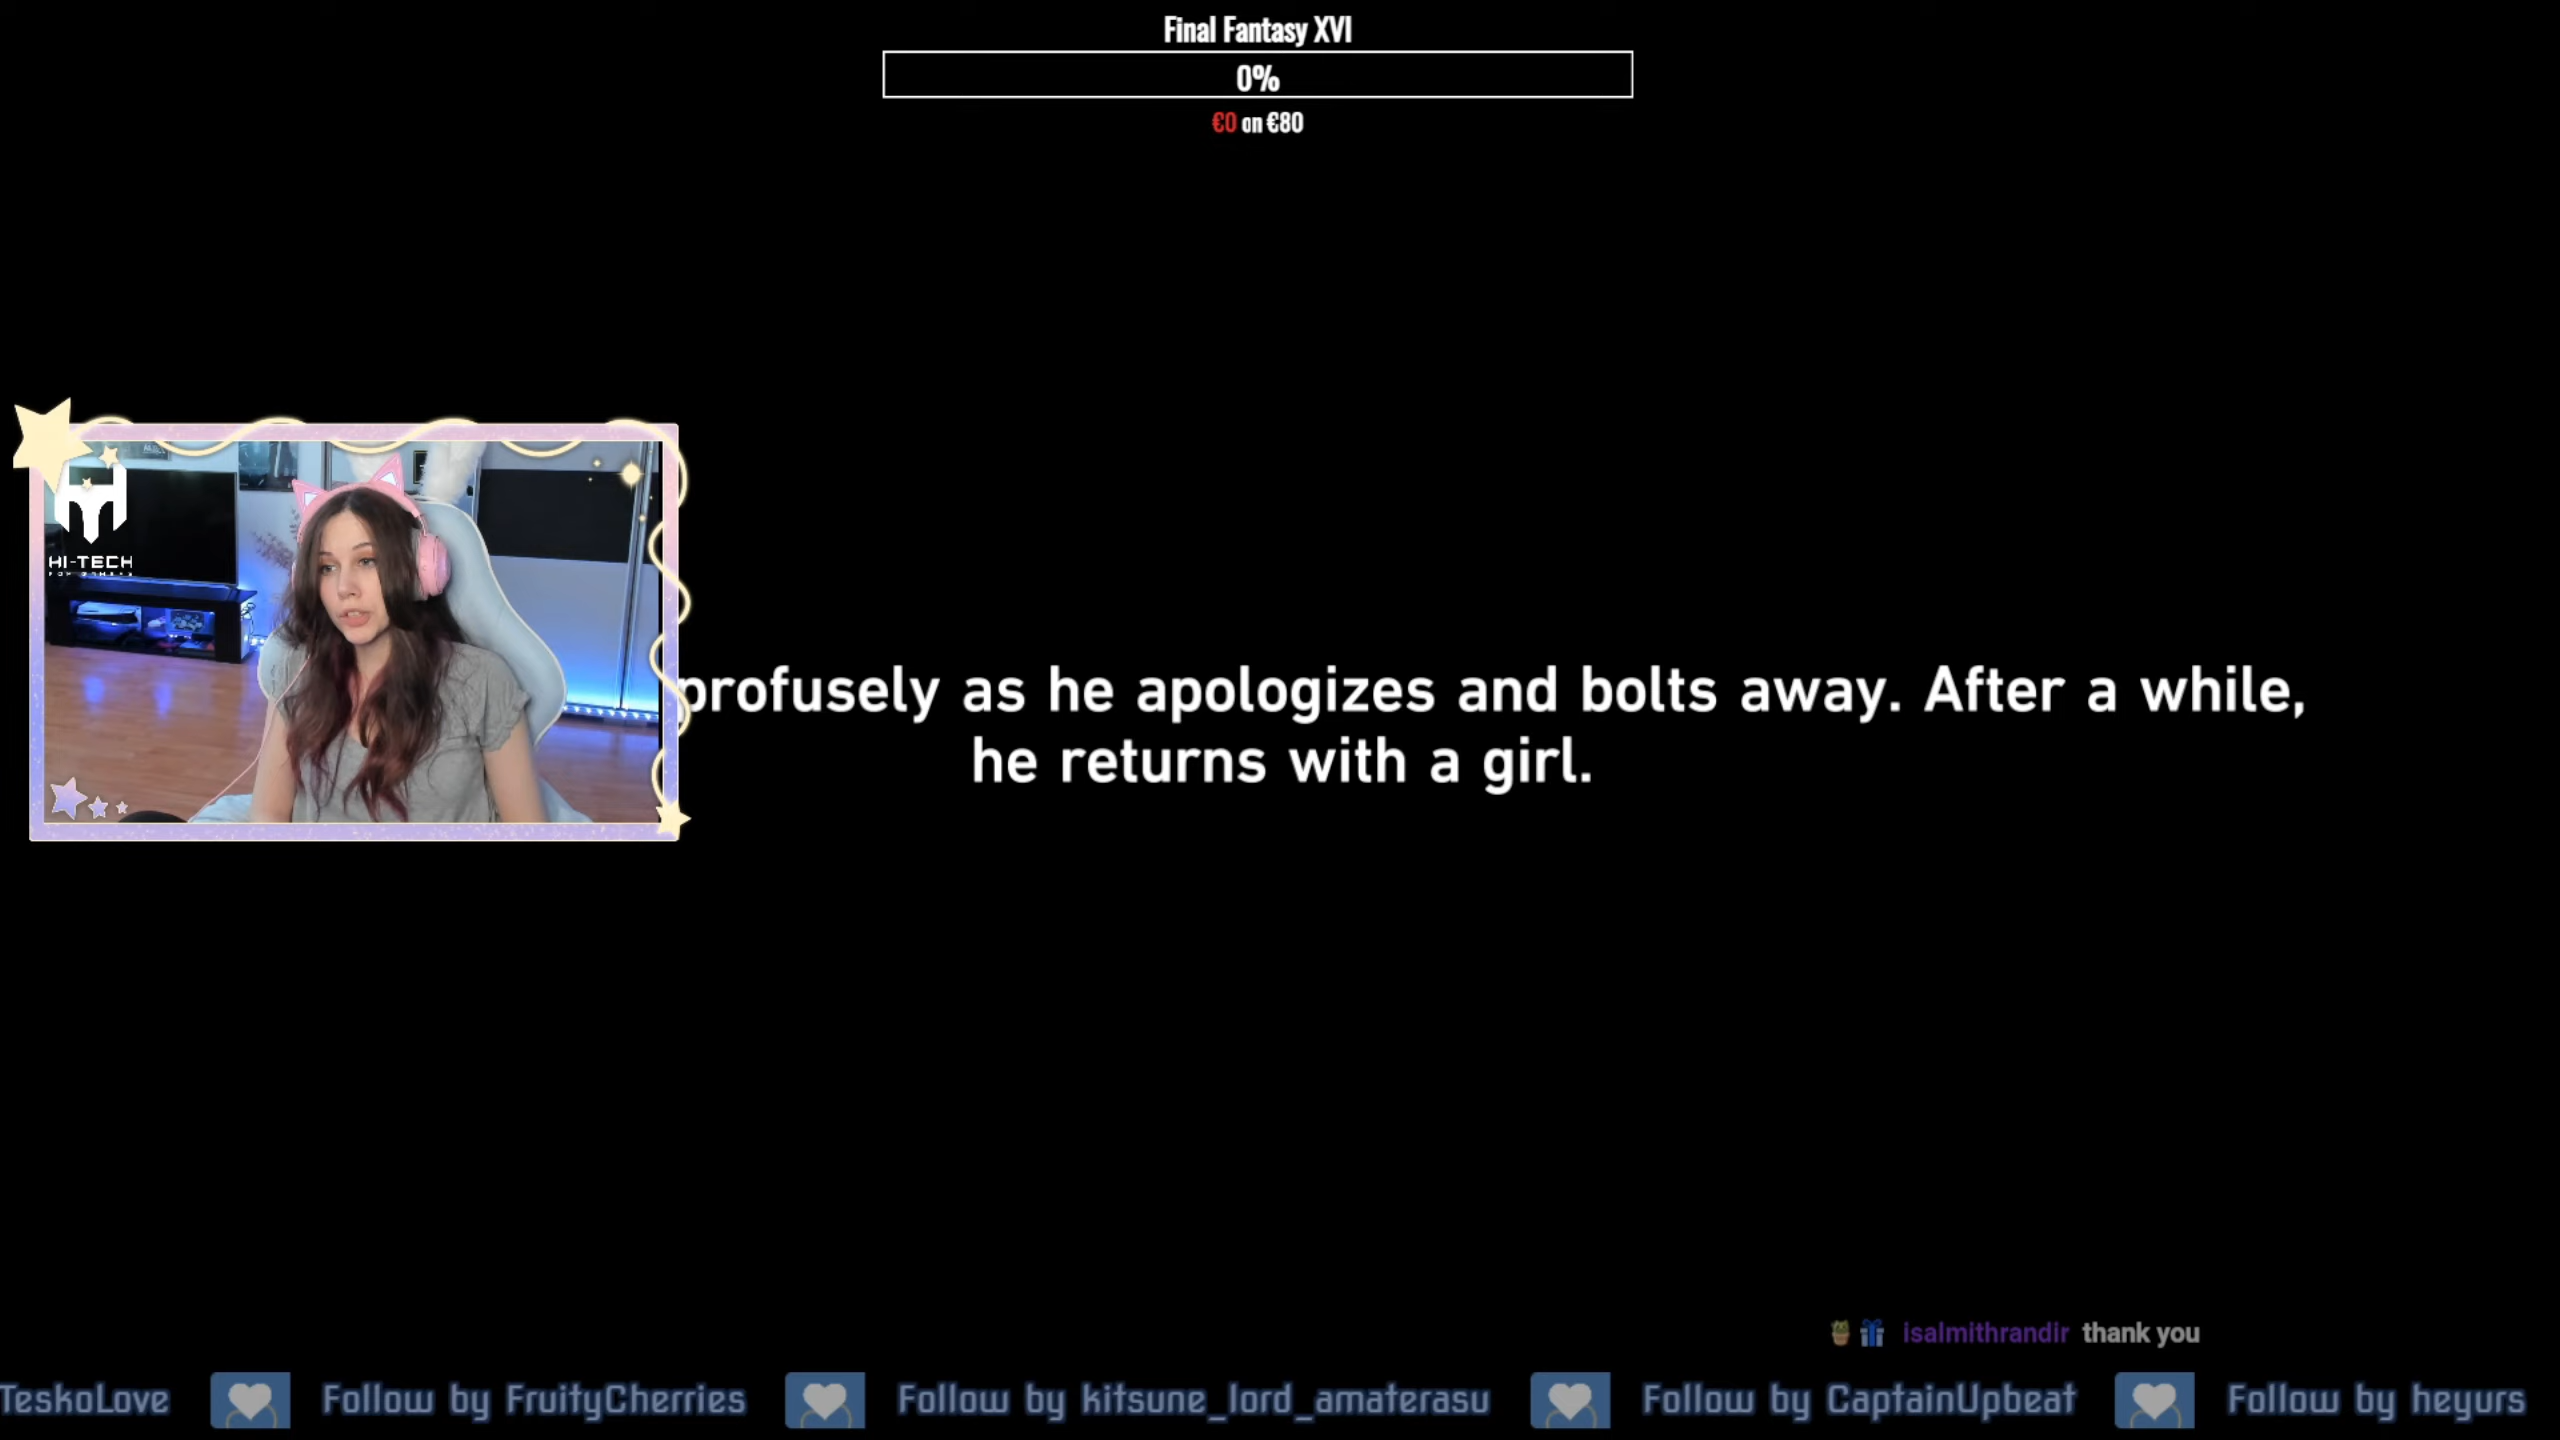 Final Fantasy XVI
0%
€0 on €80
HI-TECH
profusely as he apologizes and bolts away. After a while,
he returns with a girl.
isalmithrandir thank you
TeskoLove Follow by FruityCherries Follow by kitsune_lord_amaterasu Follow by CaptainUpbeat Follow by heyurs